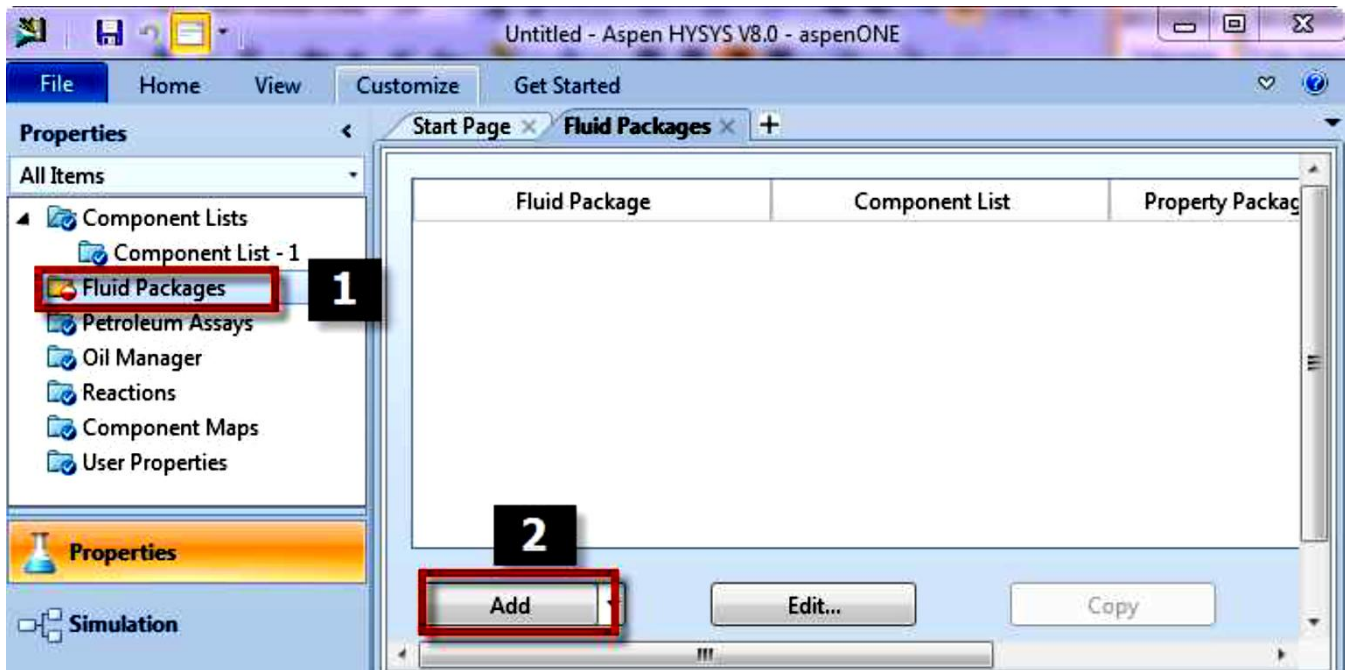 Untitled - Aspen HYSYS V8.0 - aspenONE
File Home View Customize Get Started
Properties
Start Page Fluid Packages
All Items
Fluid Package Component List Property Packag
Component Lists
Component List - 1
Fluid Packages
1
Petroleum Assays
Oil Manager
Reactions
Component Maps
User Properties
2
Properties
Add Edit... Copy
Simulation